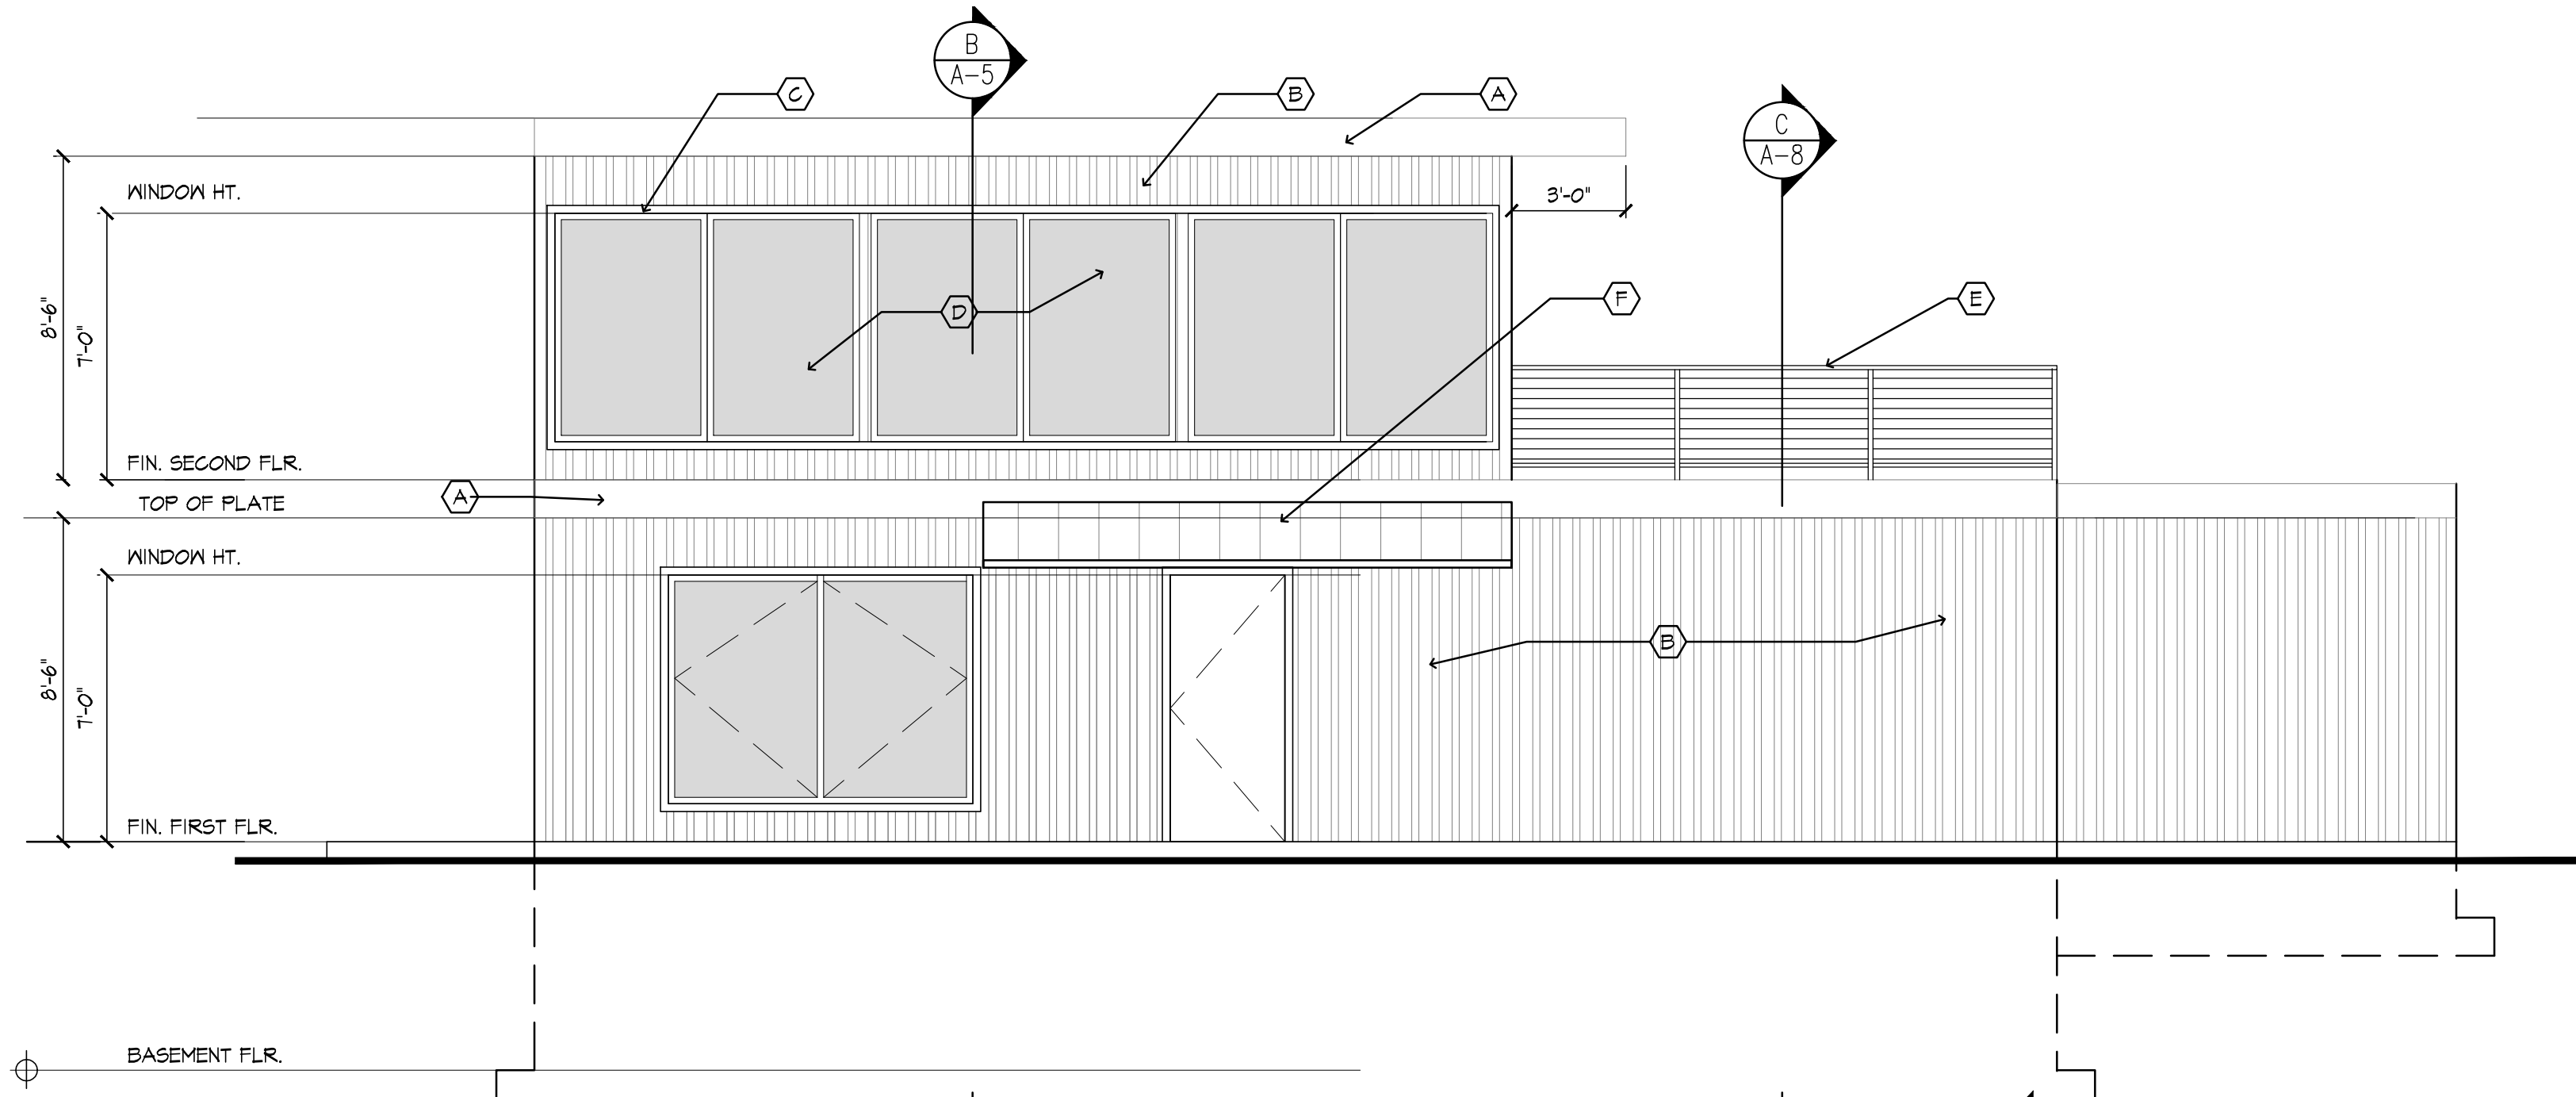 B
A-5
C
B
A
C
A-8
WINDOW HT.
3'-0"
8'-6"
7'-0"
D
F
E
FIN. SECOND FLR.
A
TOP OF PLATE
WINDOW HT.
B
8'-6"
7'-0"
FIN. FIRST FLR.
BASEMENT FLR.